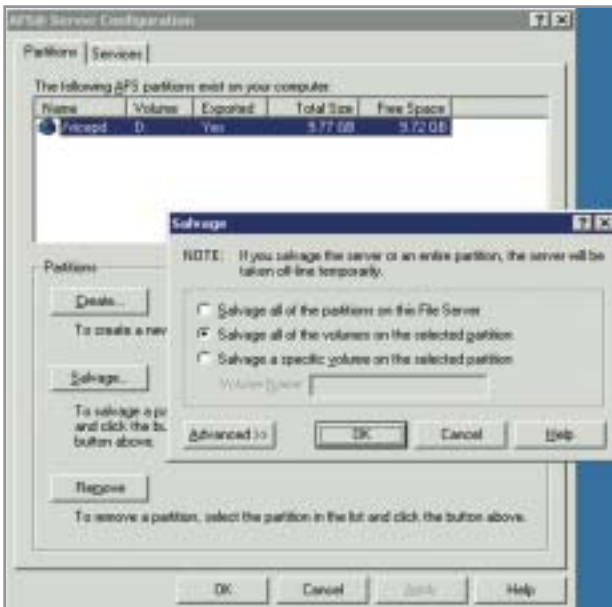 AFS® Server Configuration
Partitions Services
The following AFS partitions exist on your computer:
Name Volume Exported Total Size Free Space
/vicepd D: Yes 9.77 GB 9.72 GB
Salvage
NOTE: If you salvage the server or an entire partition, the server will be
taken off-line temporarily.
Salvage all of the partitions on this File Server
Salvage all of the volumes on the selected partition
Salvage a specific volume on the selected partition
Volume Name:
Advanced >> OK Cancel Help
Partitions
Create...
To create a new
Salvage...
To salvage a pa
and click the bu
button above.
Remove
To remove a partition, select the partition in the list and click the button above.
OK Cancel Apply Help